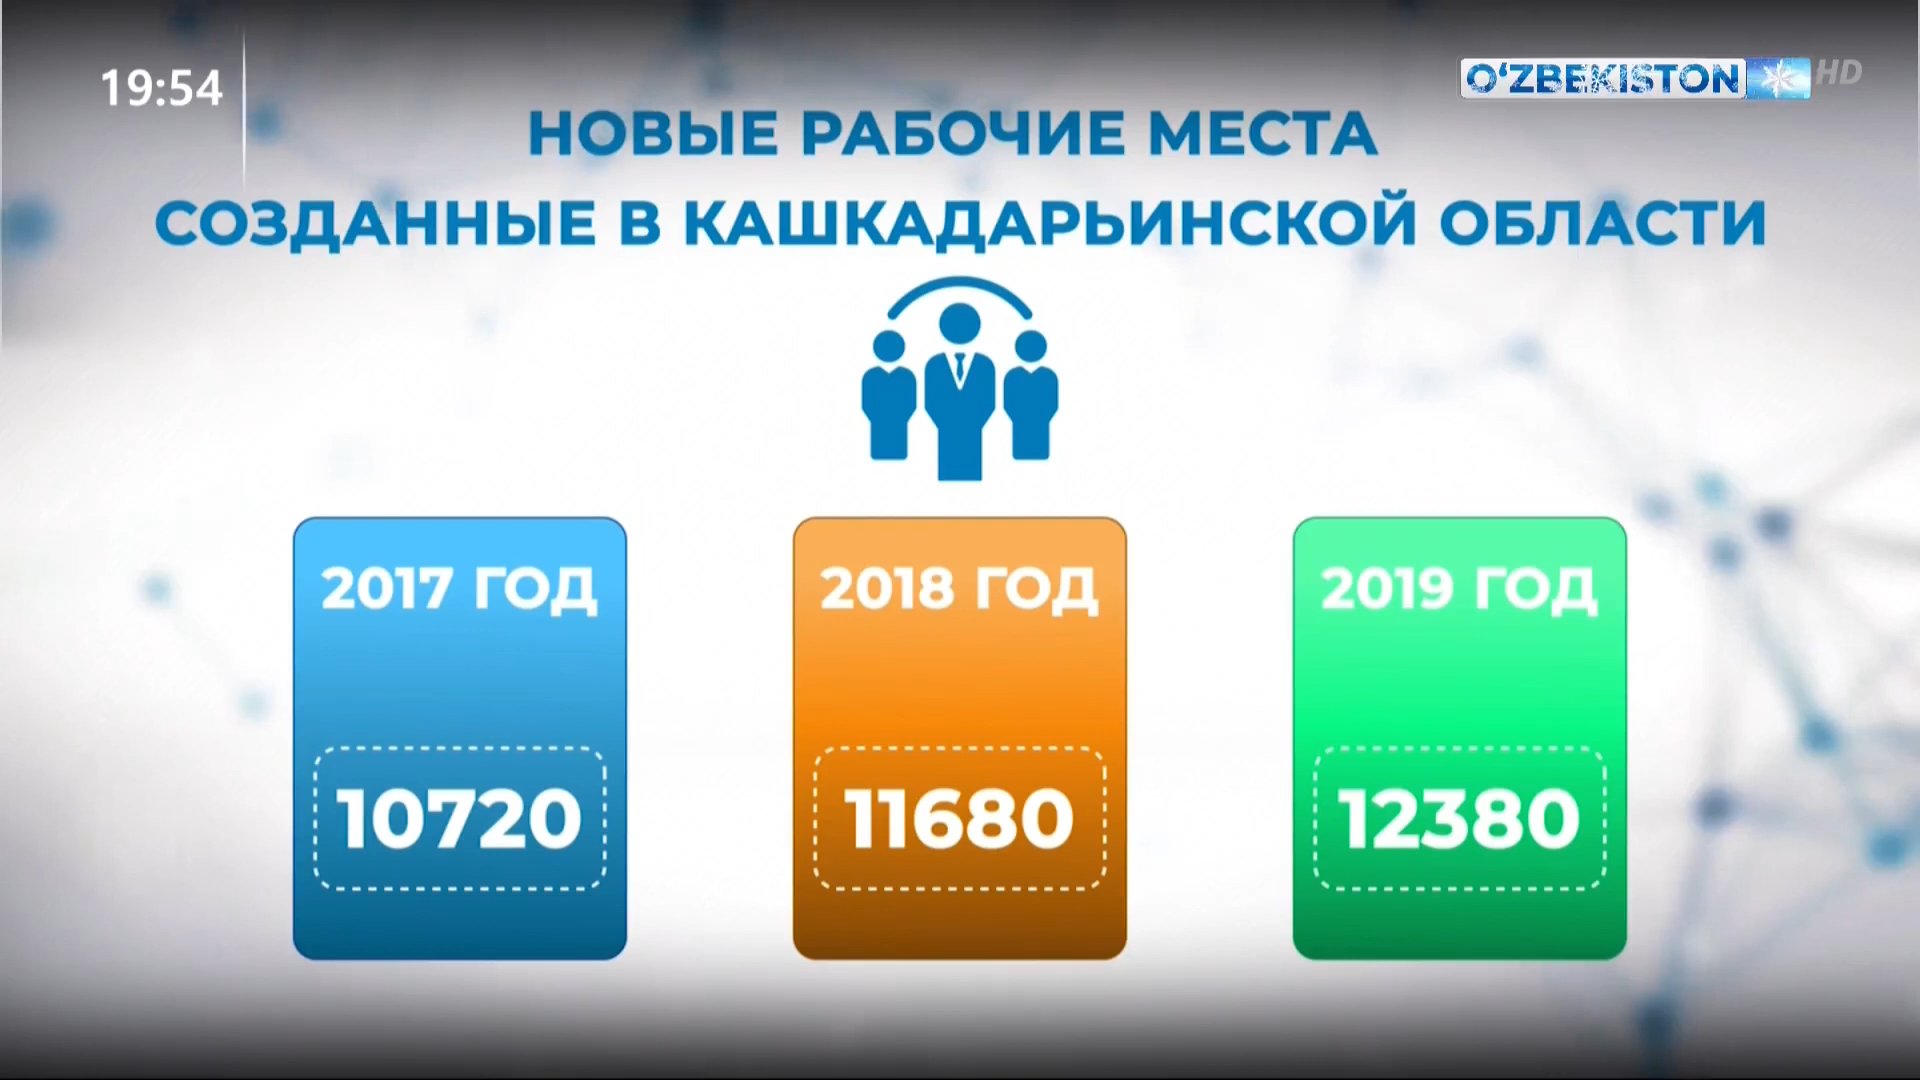 19:54
O‘ZBEKISTON HD
НОВЫЕ РАБОЧИЕ МЕСТА
СОЗДАННЫЕ В КАШКАДАРЬИНСКОЙ ОБЛАСТИ
2017 ГОД
10720
2018 ГОД
11680
2019 ГОД
12380